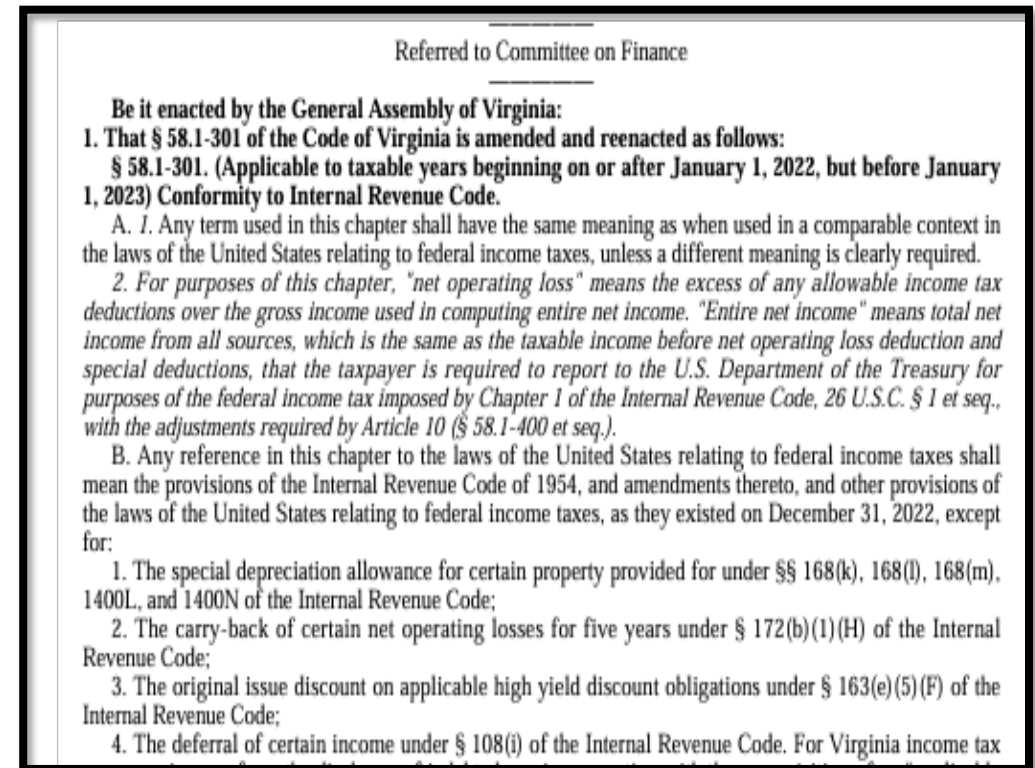 Referred to Committee on Finance
Be it enacted by the General Assembly of Virginia:
1. That § 58.1-301 of the Code of Virginia is amended and reenacted as follows:
§ 58.1-301. (Applicable to taxable years beginning on or after January 1, 2022, but before January
1, 2023) Conformity to Internal Revenue Code.
A. 1. Any term used in this chapter shall have the same meaning as when used in a comparable context in
the laws of the United States relating to federal income taxes, unless a different meaning is clearly required.
2. For purposes of this chapter, "net operating loss" means the excess of any allowable income tax
deductions over the gross income used in computing entire net income. "Entire net income" means total net
income from all sources, which is the same as the taxable income before net operating loss deduction and
special deductions, that the taxpayer is required to report to the U.S. Department of the Treasury for
purposes of the federal income tax imposed by Chapter 1 of the Internal Revenue Code, 26 U.S.C. § 1 et seq.,
with the adjustments required by Article 10 (§ 58.1-400 et seq.).
B. Any reference in this chapter to the laws of the United States relating to federal income taxes shall
mean the provisions of the Internal Revenue Code of 1954, and amendments thereto, and other provisions of
the laws of the United States relating to federal income taxes, as they existed on December 31, 2022, except
for:
1. The special depreciation allowance for certain property provided for under §§ 168(k), 168(l), 168(m),
1400L, and 1400N of the Internal Revenue Code;
2. The carry-back of certain net operating losses for five years under § 172(b)(1)(H) of the Internal
Revenue Code;
3. The original issue discount on applicable high yield discount obligations under § 163(e)(5)(F) of the
Internal Revenue Code;
4. The deferral of certain income under § 108(i) of the Internal Revenue Code. For Virginia income tax